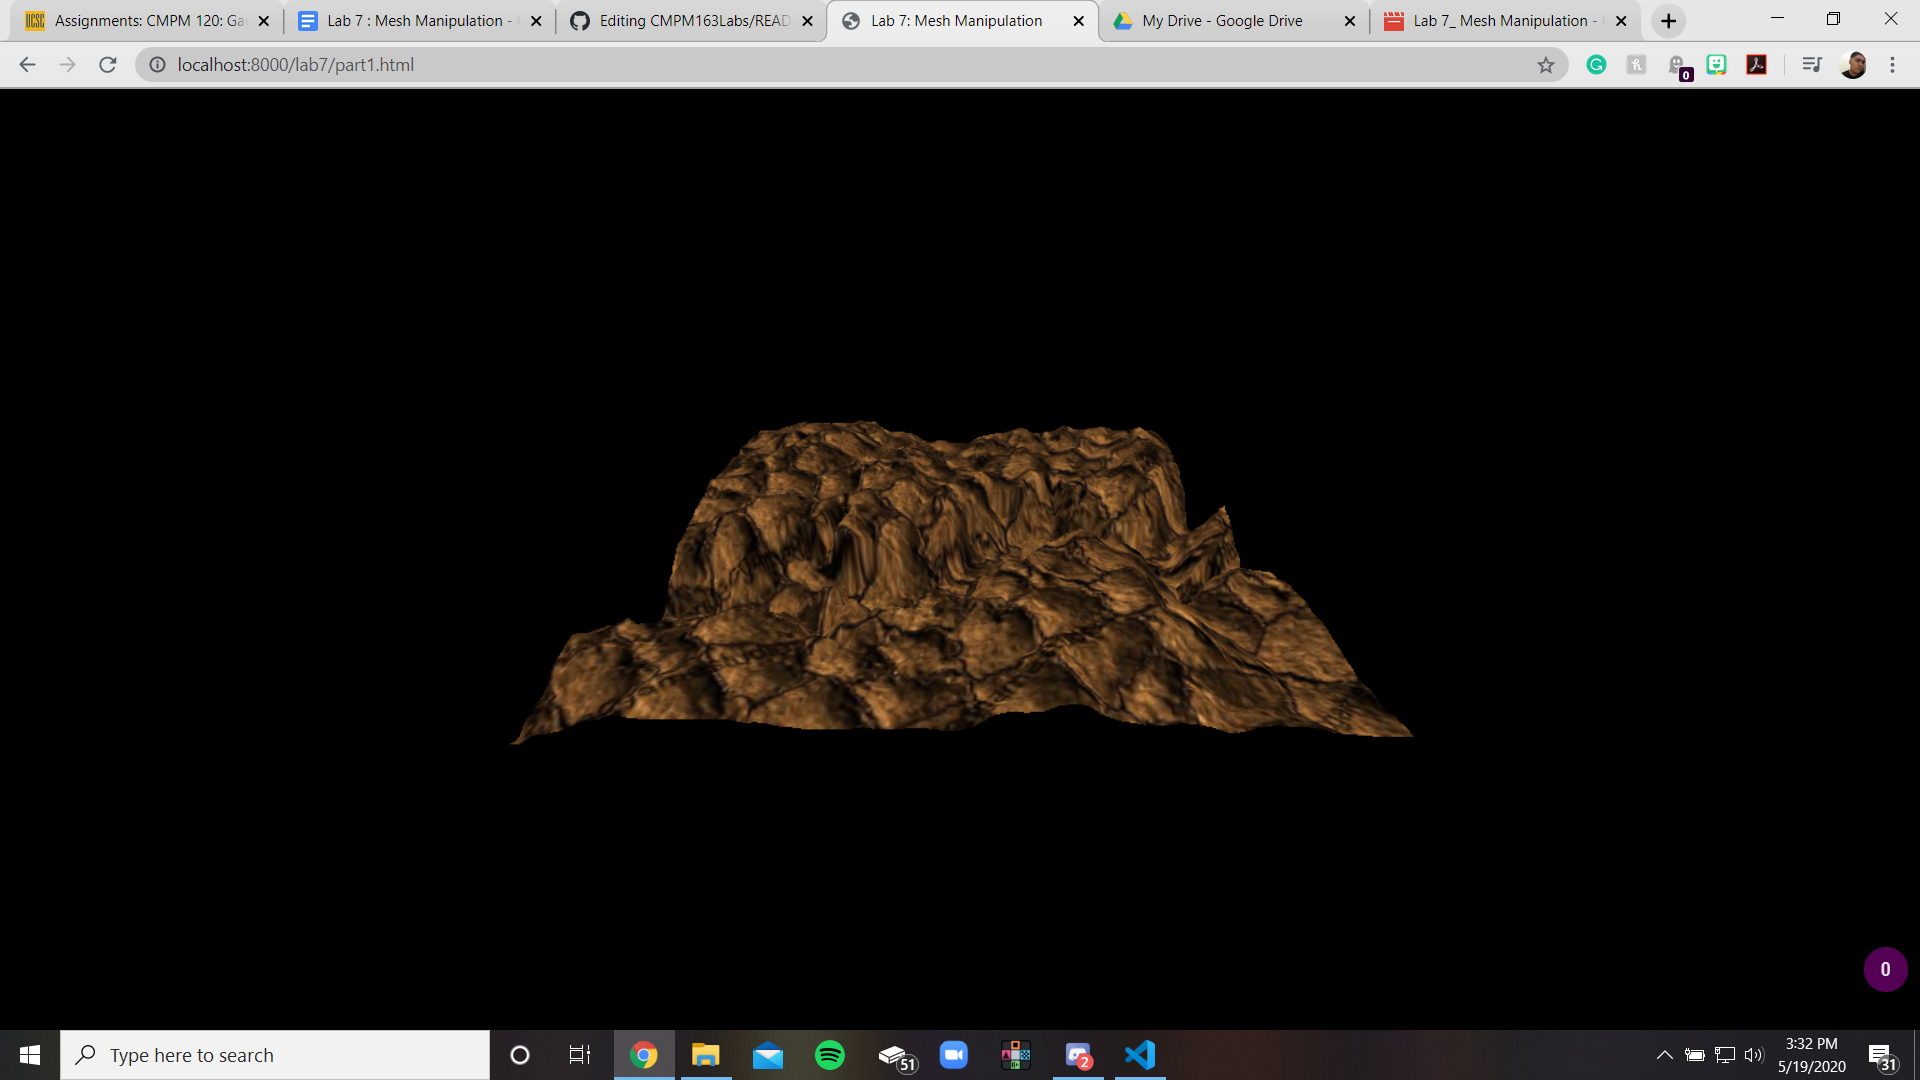 UCSC Assignments: CMPM 120: Ga
Lab 7 : Mesh Manipulation -
Editing CMPM163Labs/READ
Lab 7: Mesh Manipulation
My Drive - Google Drive
Lab 7_ Mesh Manipulation -
localhost:8000/lab7/part1.html
0
0
Type here to search
51
2
3:32 PM
5/19/2020
31